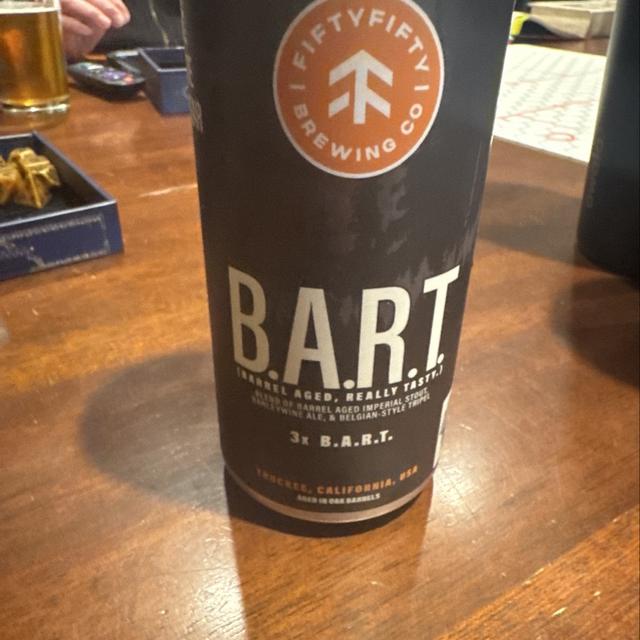 FIFTYFIFTY
BREWING CO
B.A.R.T.
(BARREL AGED, REALLY TASTY.)
BLEND OF BARREL AGED IMPERIAL STOUT,
BARLEYWINE ALE, & BELGIAN-STYLE TRIPEL
3x B.A.R.T.
TRUCKEE, CALIFORNIA, USA
AGED IN OAK BARRELS